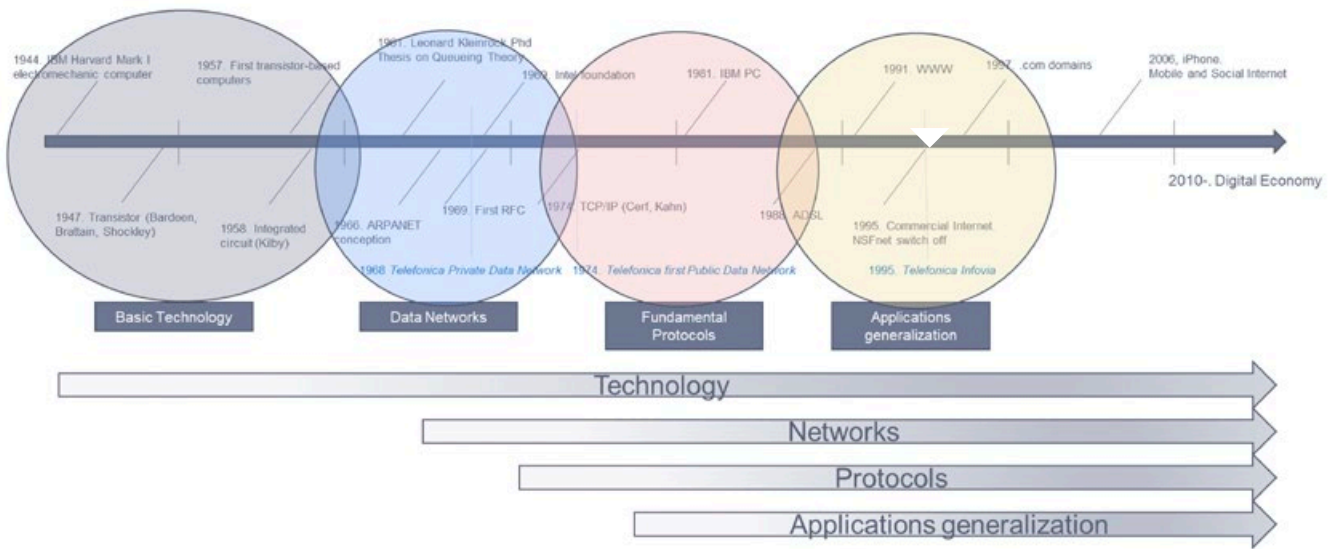 1944. IBM Harvard Mark I
electromechanic computer
1957. First transistor-based
computers
1961. Leonard Kleinrock Phd
Thesis on Queueing Theory
1969. Intel foundation
1981. IBM PC
1991. WWW
1997. .com domains
2006, iPhone.
Mobile and Social Internet
2010-. Digital Economy
1947. Transistor (Bardeen,
Brattain, Shockley)
1958. Integrated
circuit (Kilby)
1966. ARPANET
conception
1969. First RFC
1974. TCP/IP (Cerf, Kahn)
1988. ADSL
1995. Commercial Internet
NSFnet switch off
1968 Telefonica Private Data Network
1974. Telefonica first Public Data Network
1995. Telefonica Infovia
Basic Technology
Data Networks
Fundamental
Protocols
Applications
generalization
Technology
Networks
Protocols
Applications generalization